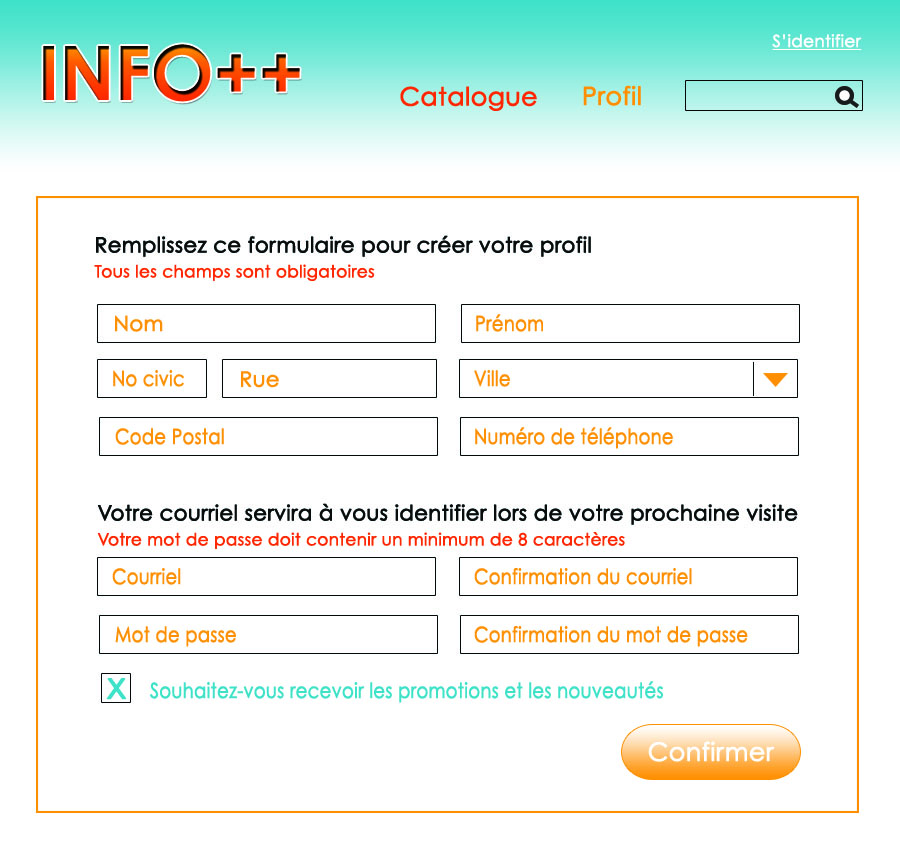 S'identifier
INFO++
Catalogue
Profil
Remplissez ce formulaire pour créer votre profil
Tous les champs sont obligatoires
Nom
Prénom
No civic
Rue
Ville
Code Postal
Numéro de téléphone
Votre courriel servira à vous identifier lors de votre prochaine visite
Votre mot de passe doit contenir un minimum de 8 caractères
Courriel
Confirmation du courriel
Mot de passe
Confirmation du mot de passe
X Souhaitez-vous recevoir les promotions et les nouveautés
Confirmer